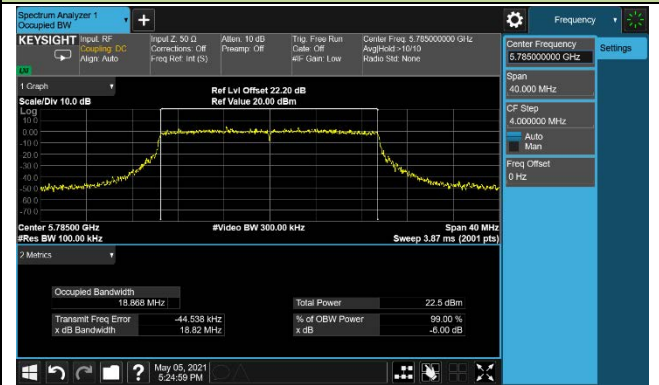 Spectrum Analyzer 1
Occupied BW
+
Frequency
KEYSIGHT
Input: RF
Coupling: DC
Align: Auto
Input Z: 50 Ω
Corrections: Off
Freq Ref: Int (S)
Atten: 10 dB
Preamp: Off
Trig: Free Run
Gate: Off
#IF Gain: Low
Center Freq: 5.785000000 GHz
Avg|Hold:>10/10
Radio Std: None
Center Frequency
5.785000000 GHz
Settings
Span
40.000 MHz
CF Step
4.000000 MHz
Auto
Man
Freq Offset
0 Hz
1 Graph
Scale/Div 10.0 dB
Ref Lvl Offset 22.20 dB
Ref Value 20.00 dBm
Log
10.0
0.00
-10.0
-20.0
-30.0
-40.0
-50.0
-60.0
-70.0
Center 5.78500 GHz
#Video BW 300.00 kHz
Span 40 MHz
#Res BW 100.00 kHz
Sweep 3.87 ms (2001 pts)
2 Metrics
Occupied Bandwidth
18.868 MHz
Total Power
22.5 dBm
Transmit Freq Error
-44.538 kHz
% of OBW Power
99.00 %
x dB Bandwidth
18.82 MHz
x dB
-6.00 dB
?
May 05, 2021
5:24:59 PM